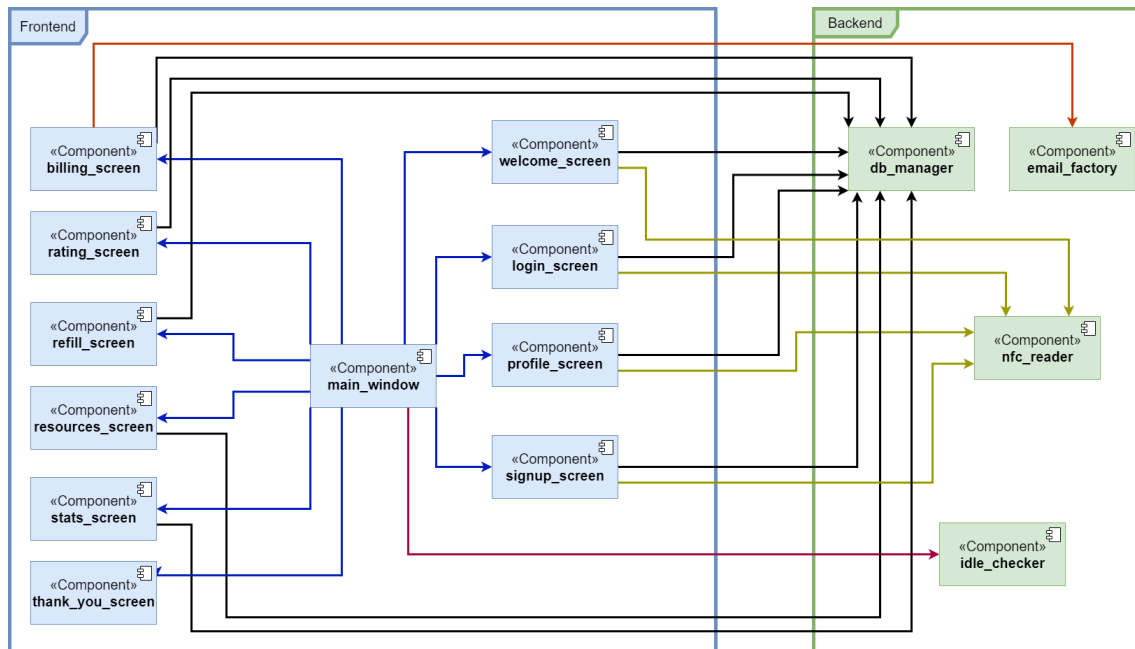 Frontend
Backend
«Component»
billing_screen
«Component»
welcome_screen
«Component»
db_manager
«Component»
email_factory
«Component»
rating_screen
«Component»
login_screen
«Component»
refill_screen
«Component»
main_window
«Component»
profile_screen
«Component»
nfc_reader
«Component»
resources_screen
«Component»
signup_screen
«Component»
stats_screen
«Component»
idle_checker
«Component»
thank_you_screen